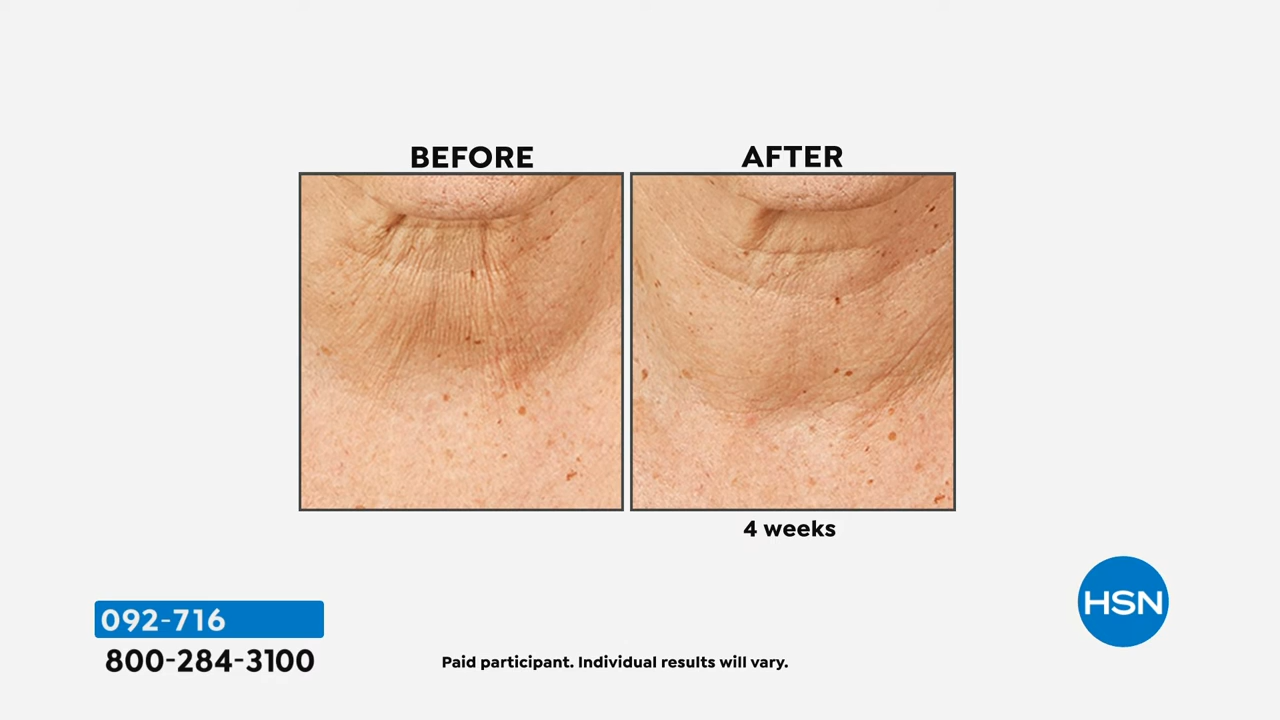 BEFORE
AFTER
4 weeks
HSN
092-716
800-284-3100
Paid participant. Individual results will vary.